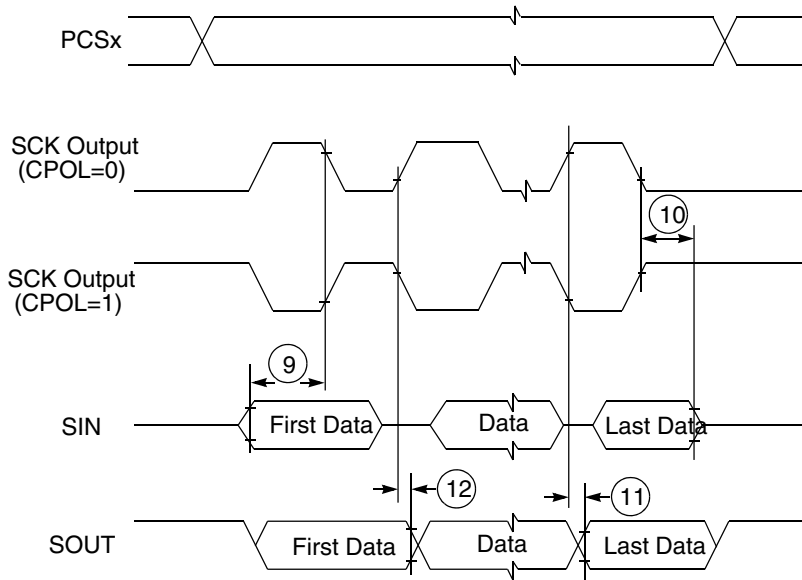 PCSx
SCK Output
(CPOL=0)
10
SCK Output
(CPOL=1)
9
SIN
First Data
Data
Last Data
12
11
SOUT
First Data
Data
Last Data